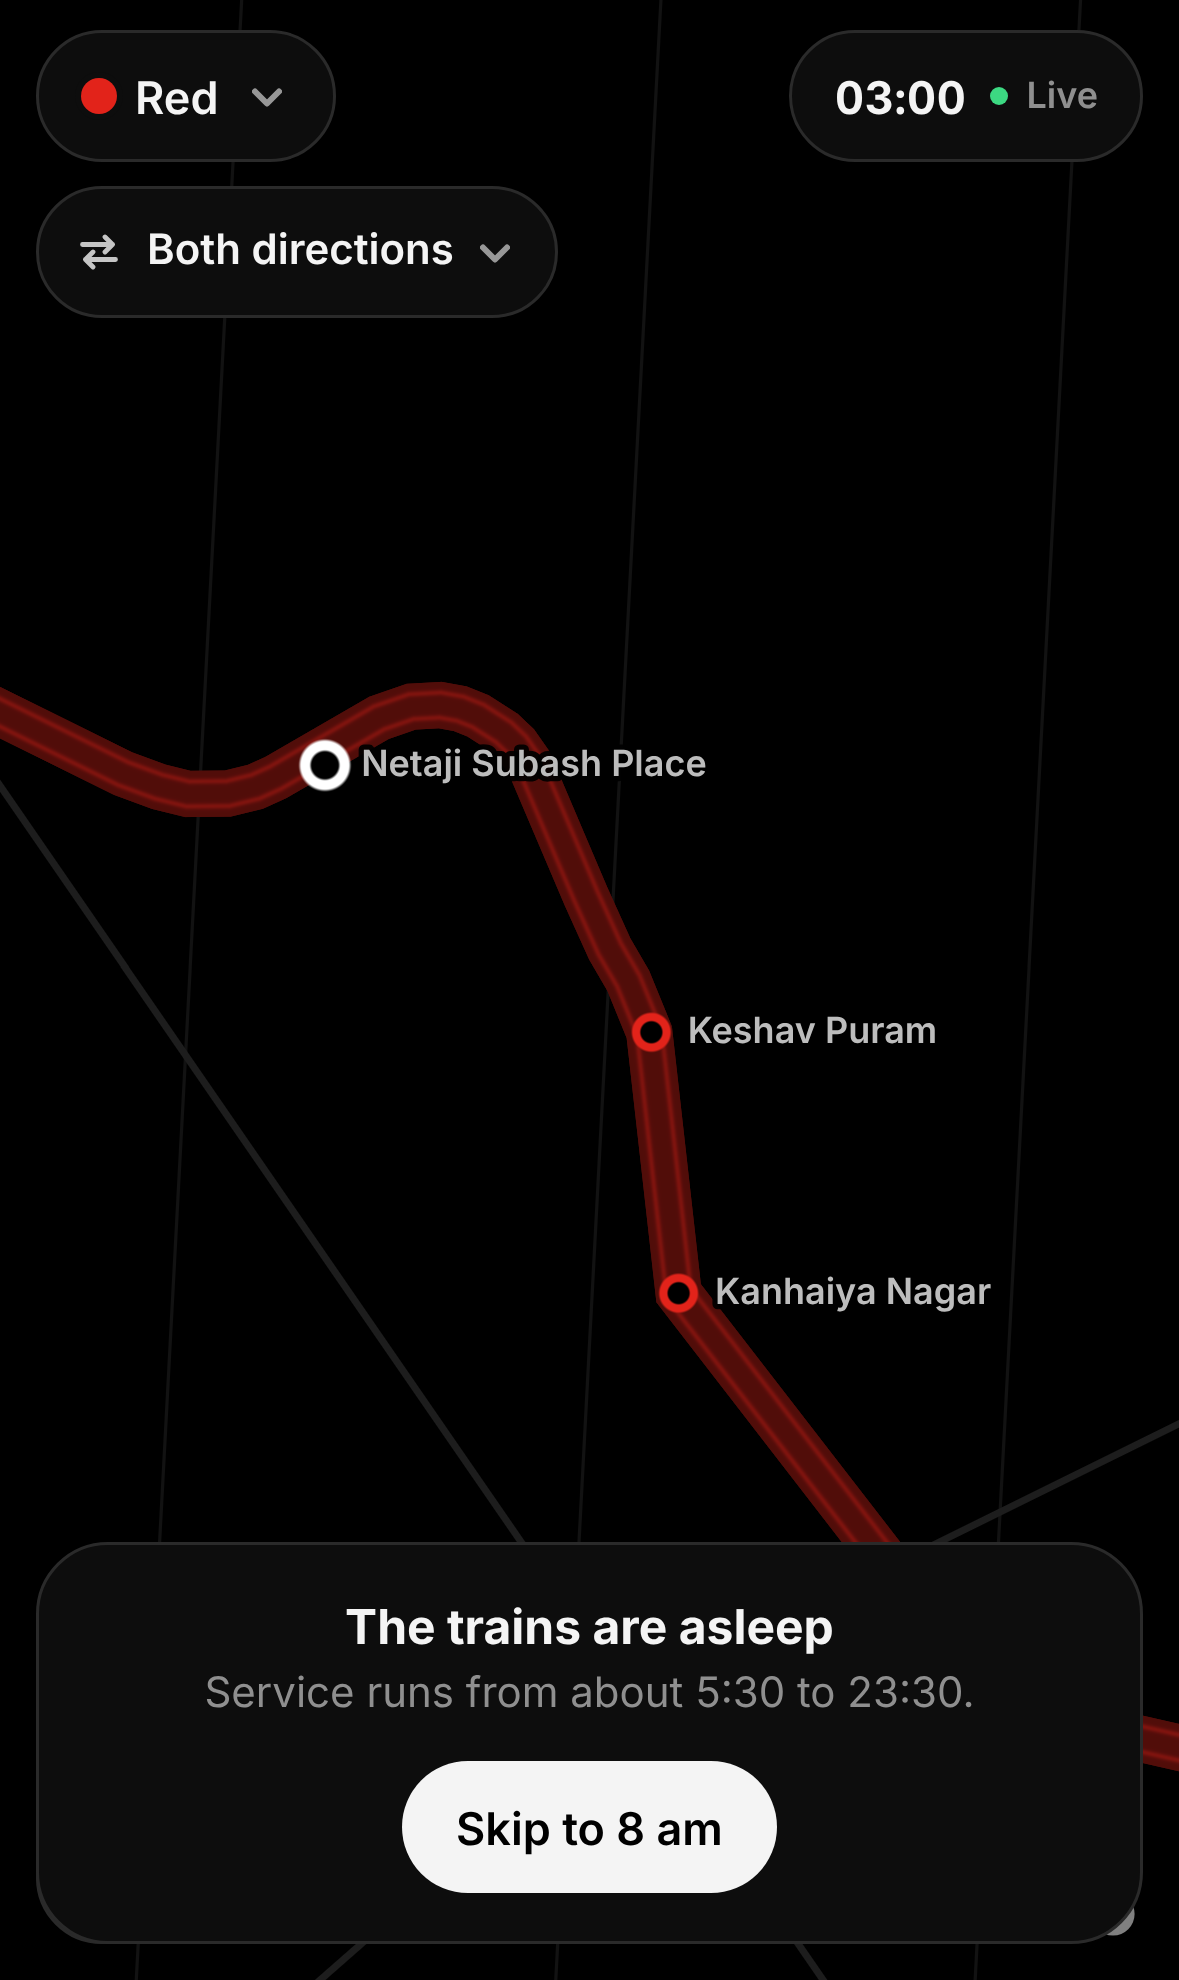 Red
03:00 Live
Both directions
Netaji Subash Place
Keshav Puram
Kanhaiya Nagar
The trains are asleep
Service runs from about 5:30 to 23:30.
Skip to 8 am